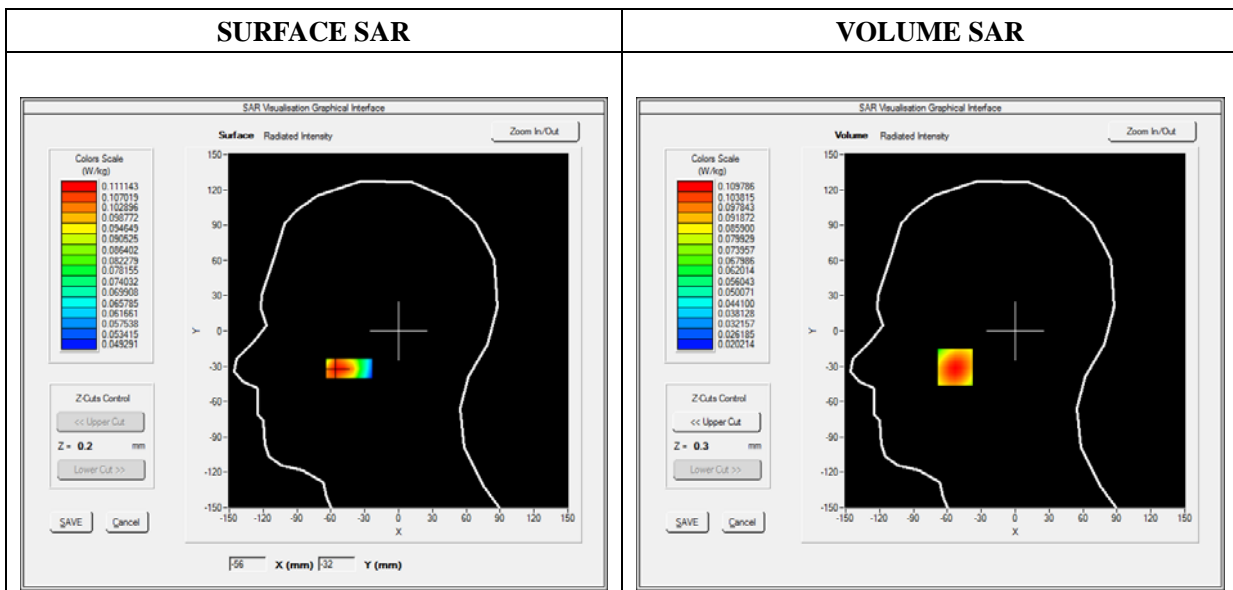 SURFACE SAR
SAR Visualisation Graphical Interface
Surface Radiated Intensity
Zoom In/Out
Colors Scale
(W/kg)
0.111143
0.107019
0.102896
0.098772
0.094649
0.090525
0.086402
0.082279
0.078155
0.074032
0.069908
0.065785
0.061661
0.057538
0.053415
0.049291
Z-Cuts Control
<< Upper Cut
Z = 0.2 mm
Lower Cut >>
SAVE Cancel
150
120
90
60
30
0
-30
-60
-90
-120
-150
Y
-150 -120 -90 -60 -30 0 30 60 90 120 150
X
-56 X (mm) -32 Y (mm)
VOLUME SAR
SAR Visualisation Graphical Interface
Volume Radiated Intensity
Zoom In/Out
Colors Scale
(W/kg)
0.109786
0.103815
0.097843
0.091872
0.085900
0.079929
0.073957
0.067986
0.062014
0.056043
0.050071
0.044100
0.038128
0.032157
0.026185
0.020214
Z-Cuts Control
<< Upper Cut
Z = 0.3 mm
Lower Cut >>
SAVE Cancel
150
120
90
60
30
0
-30
-60
-90
-120
-150
Y
-150 -120 -90 -60 -30 0 30 60 90 120 150
X